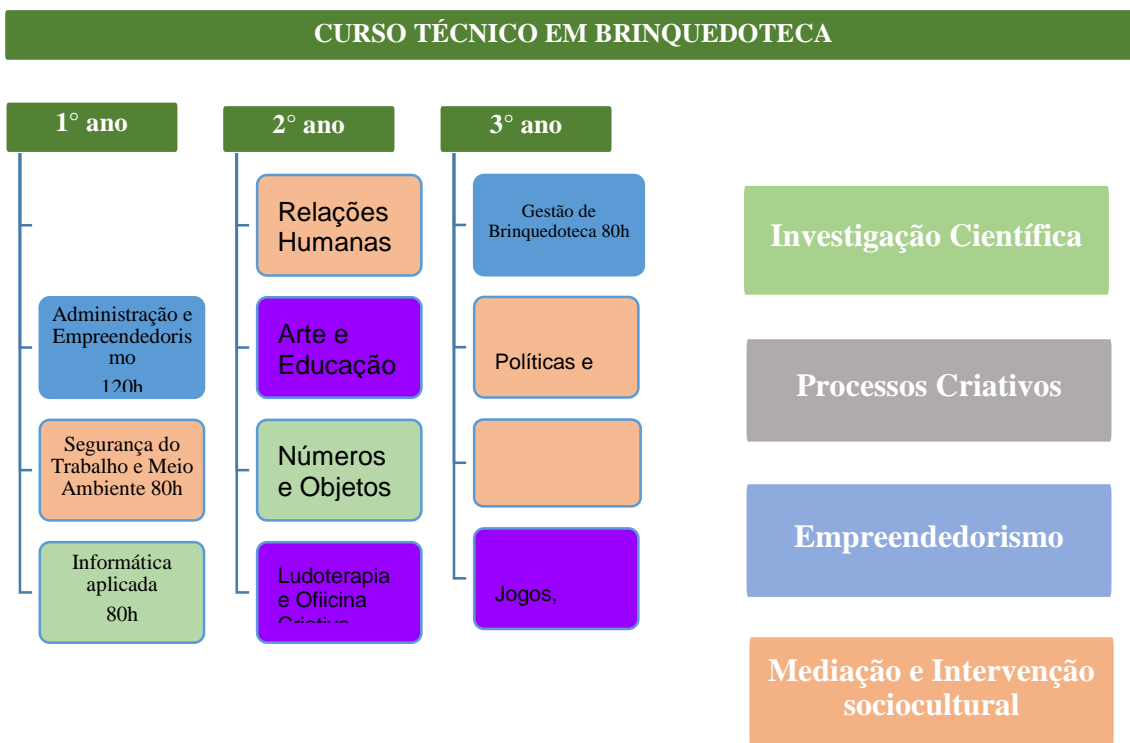 CURSO TÉCNICO EM BRINQUEDOTECA
1° ano
Administração e
Empreendedoris
mo
120h
Segurança do
Trabalho e Meio
Ambiente 80h
Informática
aplicada
80h
2° ano
Relações
Humanas
Arte e
Educação
Números
e Objetos
Ludoterapia
e Ofiicina
Criativa
3° ano
Gestão de
Brinquedoteca 80h
Políticas e
Jogos,
Investigação Científica
Processos Criativos
Empreendedorismo
Mediação e Intervenção
sociocultural